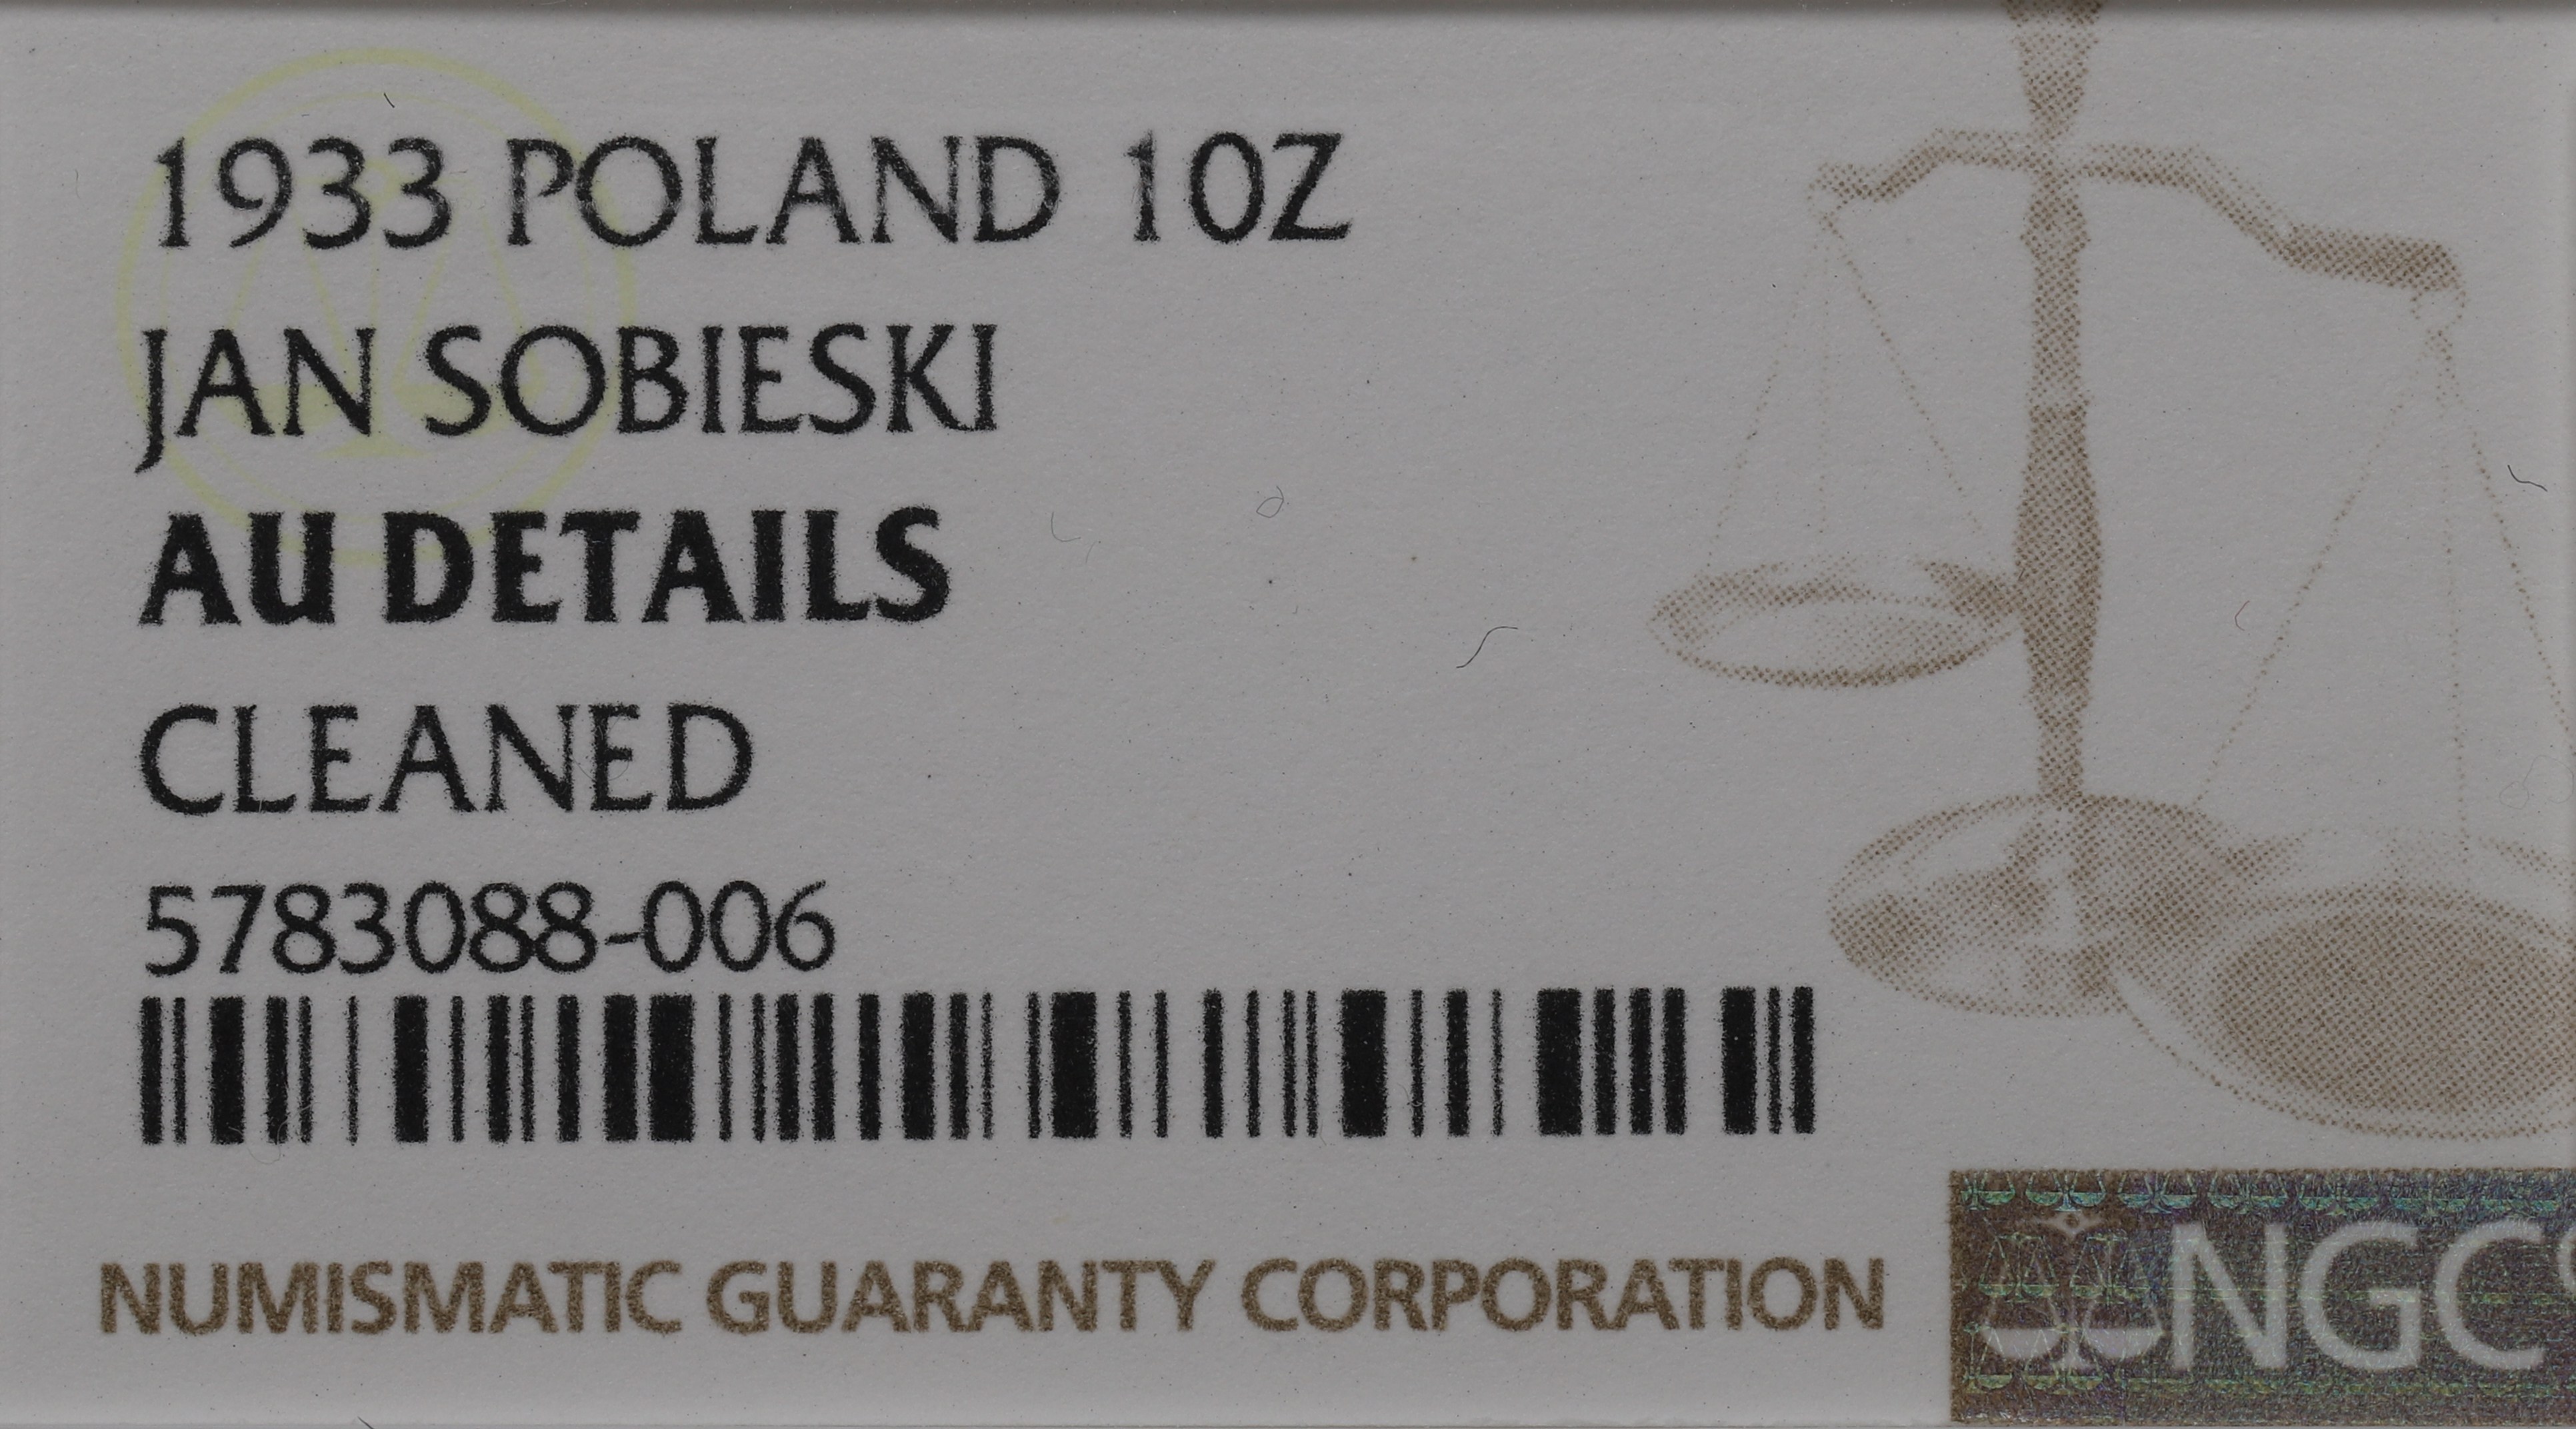 1933 POLAND 10Z
JAN SOBIESKI
AU DETAILS
CLEANED
5783088-006
NUMISMATIC GUARANTY CORPORATION
NGC